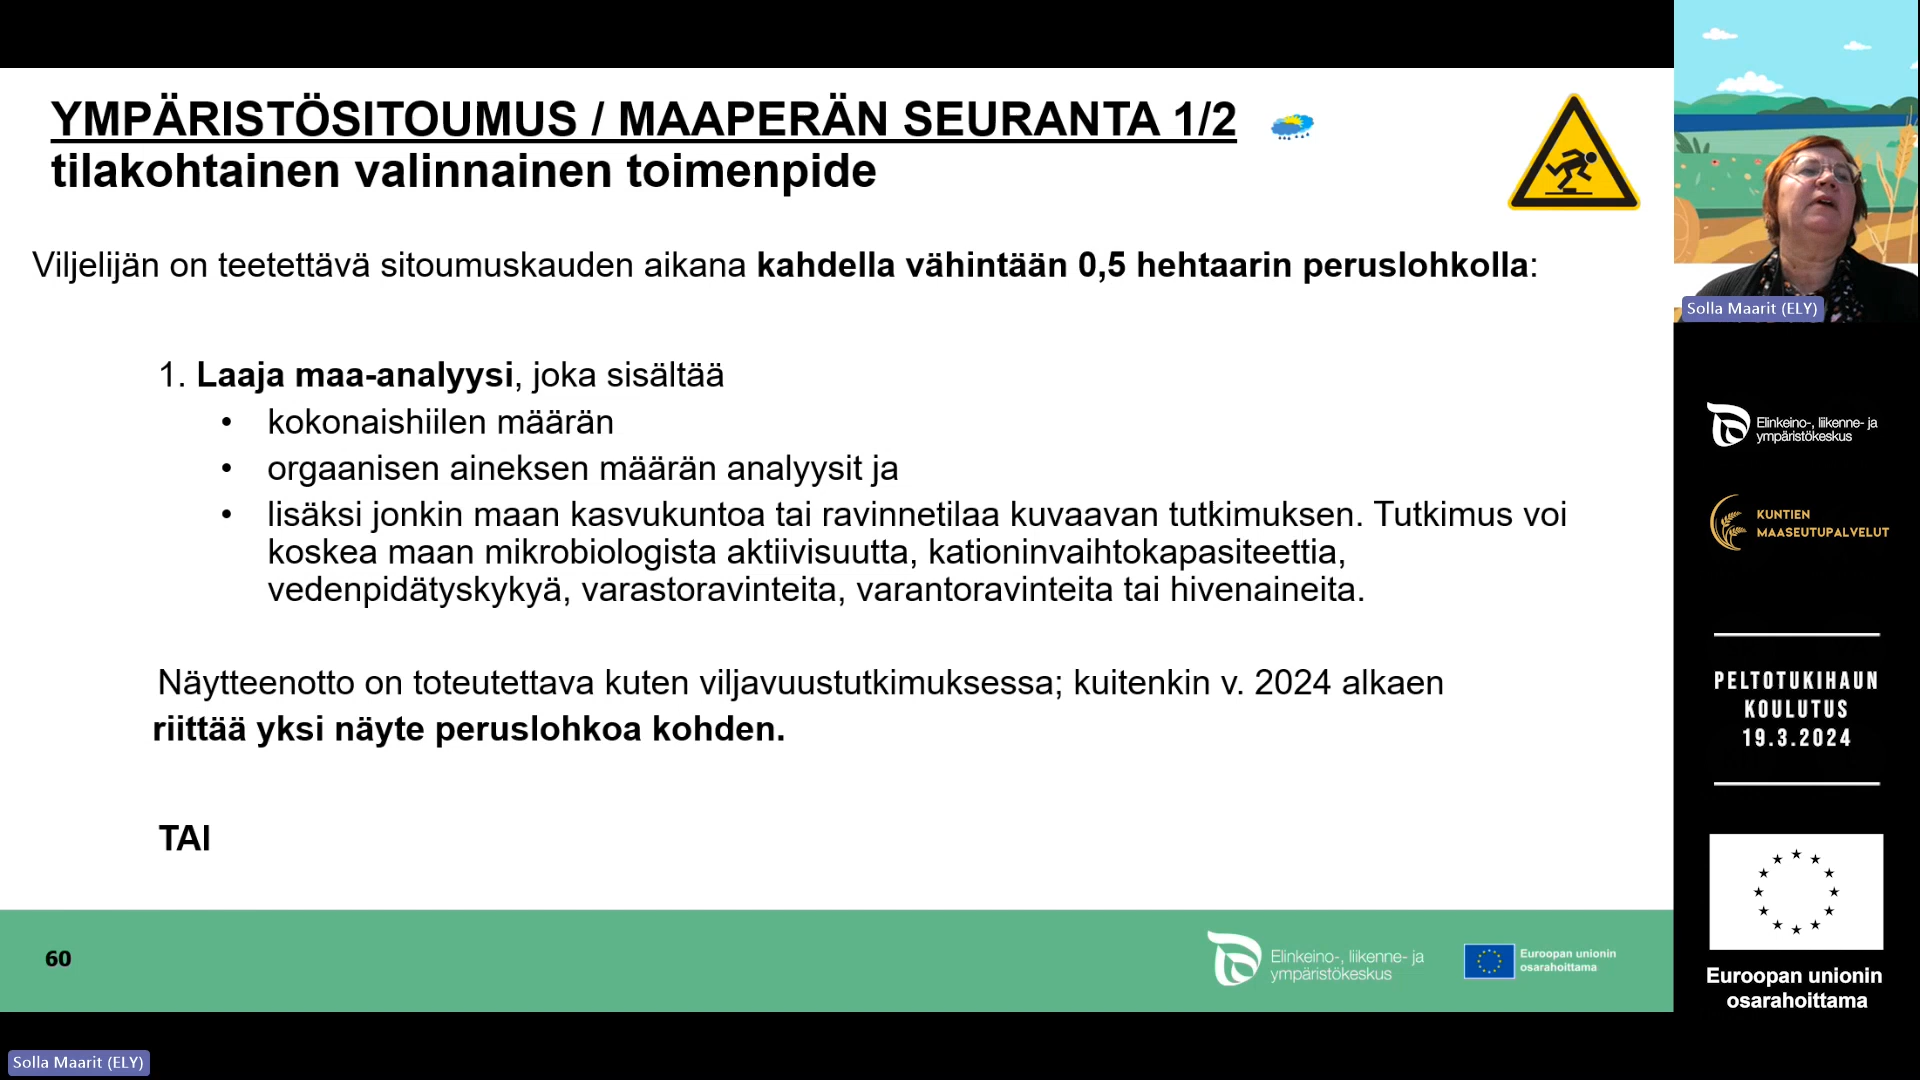 YMPÄRISTÖSITOUMUS / MAAPERÄN SEURANTA 1/2
tilakohtainen valinnainen toimenpide
Viljelijän on teetettävä sitoumuskauden aikana kahdella vähintään 0,5 hehtaarin peruslohkolla:
1. Laaja maa-analyysi, joka sisältää
• kokonaishiilen määrän
• orgaanisen aineksen määrän analyysit ja
• lisäksi jonkin maan kasvukuntoa tai ravinnetilaa kuvaavan tutkimuksen. Tutkimus voi
koskea maan mikrobiologista aktiivisuutta, kationinvaihtokapasiteettia,
vedenpidätyskykyä, varastoravinteita, varantoravinteita tai hivenaineita.
Näytteenotto on toteutettava kuten viljavuustutkimuksessa; kuitenkin v. 2024 alkaen
riittää yksi näyte peruslohkoa kohden.
TAI
60
Elinkeino-, liikenne- ja
ympäristökeskus
Euroopan unionin
osarahoittama
Solla Maarit (ELY)
Elinkeino-, liikenne- ja
ympäristökeskus
KUNTIEN
MAASEUTUPALVELUT
PELTOTUKIHAUN
KOULUTUS
19.3.2024
Euroopan unionin
osarahoittama
Solla Maarit (ELY)